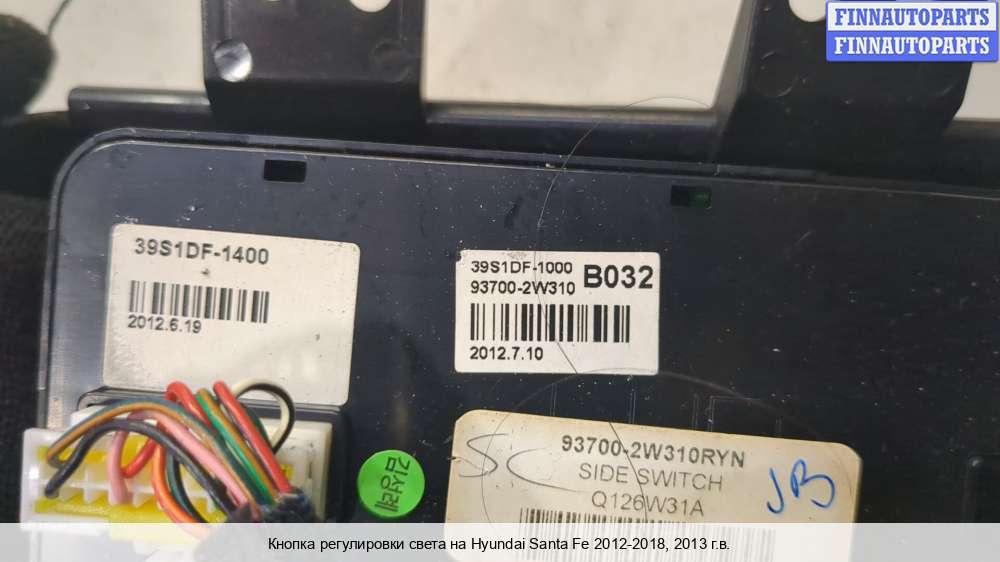 FINNAUTOPARTS
FINNAUTOPARTS
39S1DF-1400
2012.6.19
39S1DF-1000
93700-2W310
B032
2012.7.10
SC
93700-2W310RYN
SIDE SWITCH
Q126W31A
JB
Кнопка регулировки света на Hyundai Santa Fe 2012-2018, 2013 г.в.